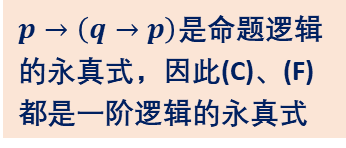 p → (q → p)是命题逻辑
的永真式，因此(C)、(F)
都是一阶逻辑的永真式